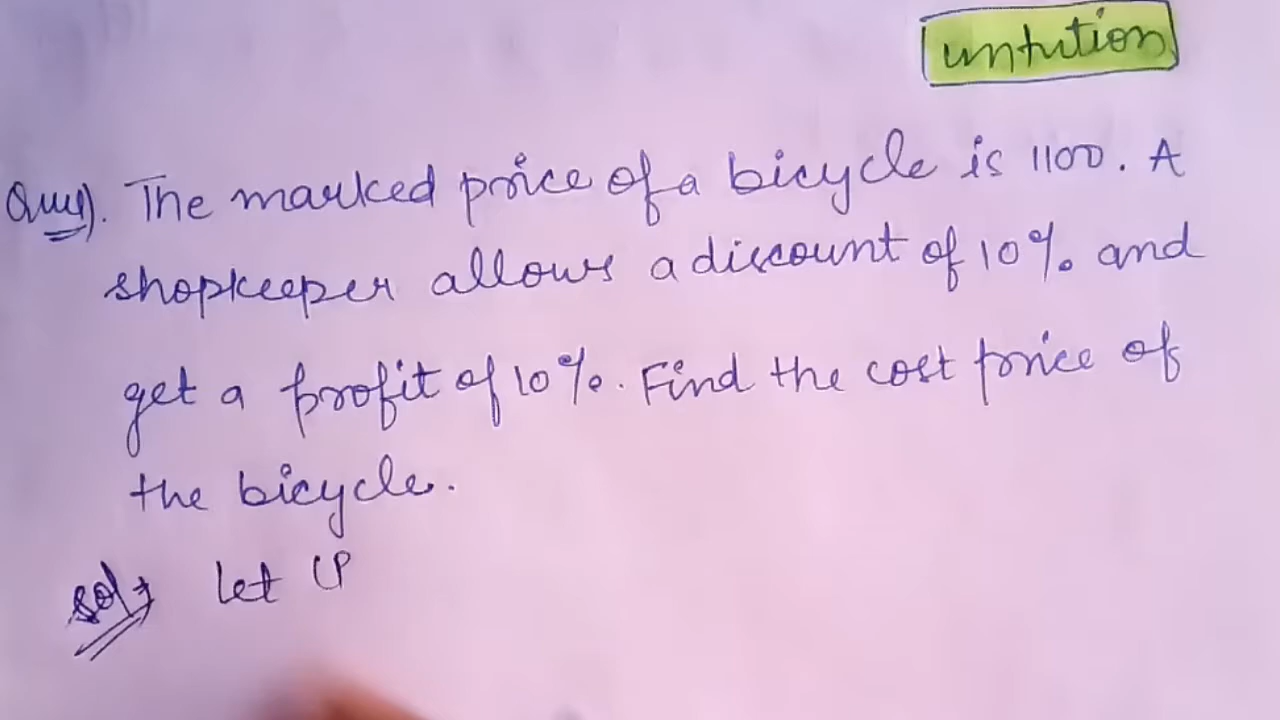 untution
Ques). The marked price of a bicycle is 1100. A
shopkeeper allows a discount of 10% and
get a profit of 10%. Find the cost price of
the bicycle.
Sol→ Let CP